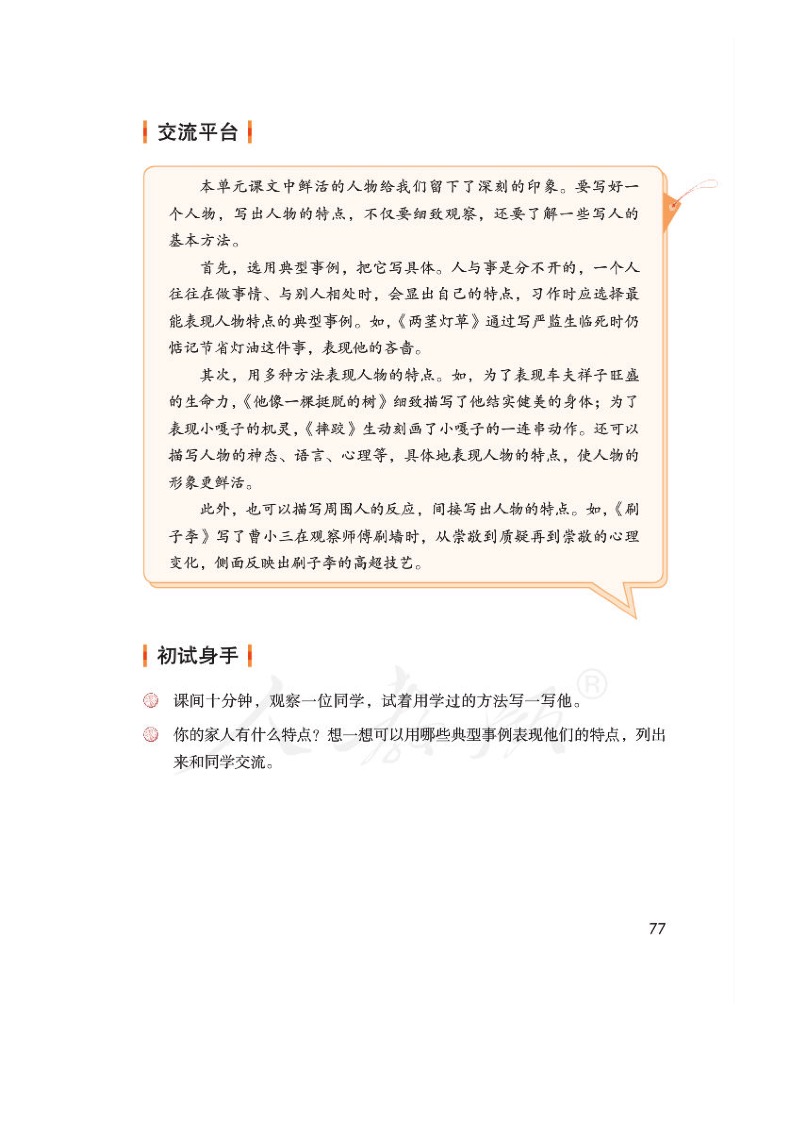 交流平台
本单元课文中鲜活的人物给我们留下了深刻的印象。要写好一
个人物，写出人物的特点，不仅要细致观察，还要了解一些写人的
基本方法。
首先，选用典型事例，把它写具体。人与事是分不开的，一个人
往往在做事情、与别人相处时，会显出自己的特点，习作时应选择最
能表现人物特点的典型事例。如，《两茎灯草》通过写严监生临死时仍
惦记节省灯油这件事，表现他的吝啬。
其次，用多种方法表现人物的特点。如，为了表现车夫祥子旺盛
的生命力，《他像一棵挺脱的树》细致描写了他结实健美的身体；为了
表现小嘎子的机灵，《摔跤》生动刻画了小嘎子的一连串动作。还可以
描写人物的神态、语言、心理等，具体地表现人物的特点，使人物的
形象更鲜活。
此外，也可以描写周围人的反应，间接写出人物的特点。如，《刷
子李》写了曹小三在观察师傅刷墙时，从崇敬到质疑再到崇敬的心理
变化，侧面反映出刷子李的高超技艺。
初试身手
课间十分钟，观察一位同学，试着用学过的方法写一写他。
你的家人有什么特点？想一想可以用哪些典型事例表现他们的特点，列出
来和同学交流。
人教版®
77